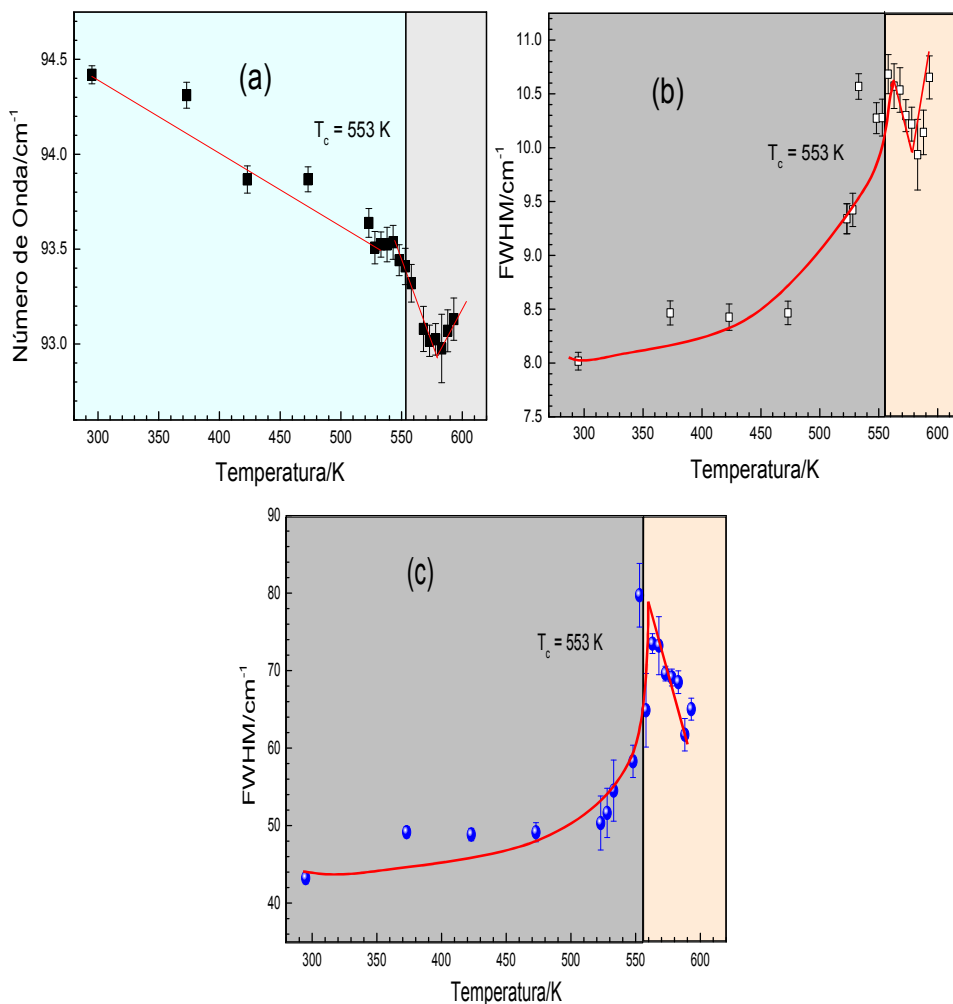 (a)
T_c = 553 K
Número de Onda/cm⁻¹
94.5
94.0
93.5
93.0
300 350 400 450 500 550 600
Temperatura/K
(b)
T_c = 553 K
FWHM/cm⁻¹
11.0
10.5
10.0
9.5
9.0
8.5
8.0
7.5
300 350 400 450 500 550 600
Temperatura/K
(c)
T_c = 553 K
FWHM/cm⁻¹
90
80
70
60
50
40
300 350 400 450 500 550 600
Temperatura/K